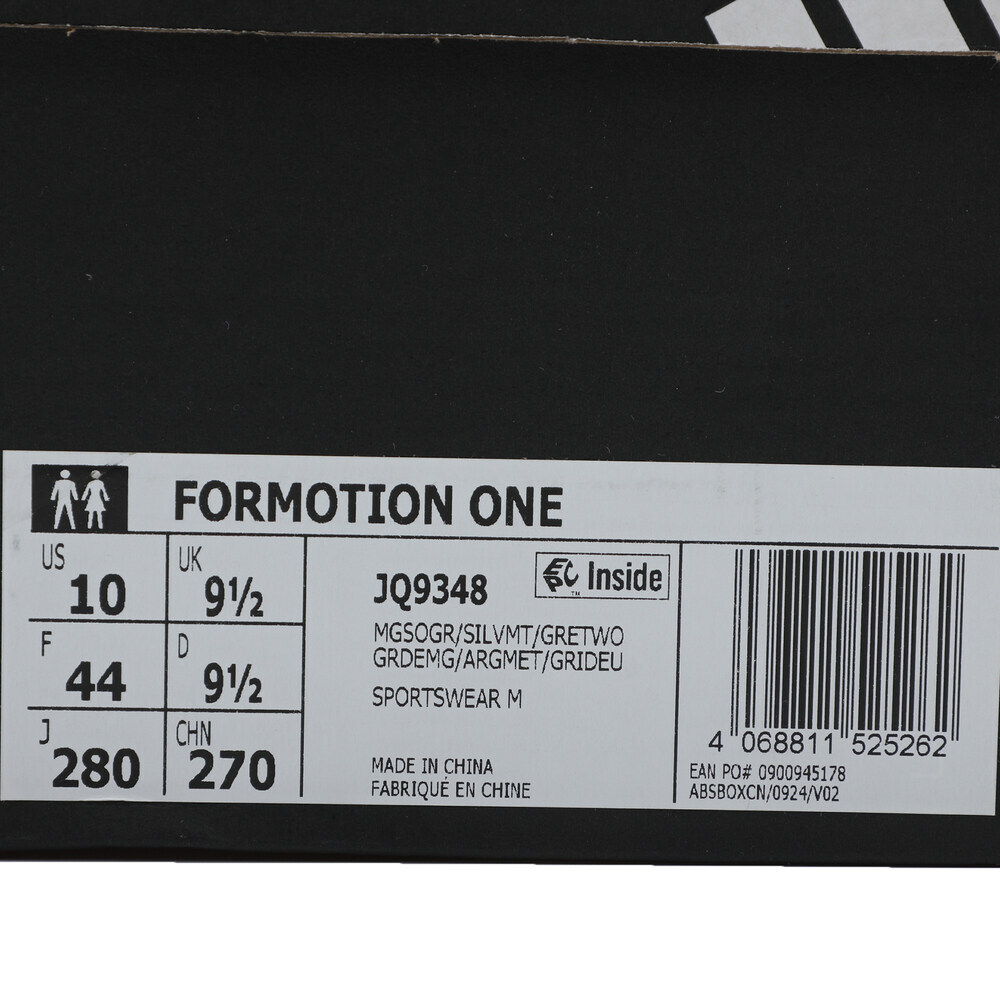 FORMOTION ONE
US 10
UK 9½
F 44
D 9½
J 280
CHN 270
JQ9348
Inside
TM
MGSOGR/SILVMT/GRETWO
GRDEMG/ARGMET/GRIDEU
SPORTSWEAR M
MADE IN CHINA
FABRIQUÉ EN CHINE
4 068811 525262
EAN PO# 0900945178
ABSBOXCN/0924/V02